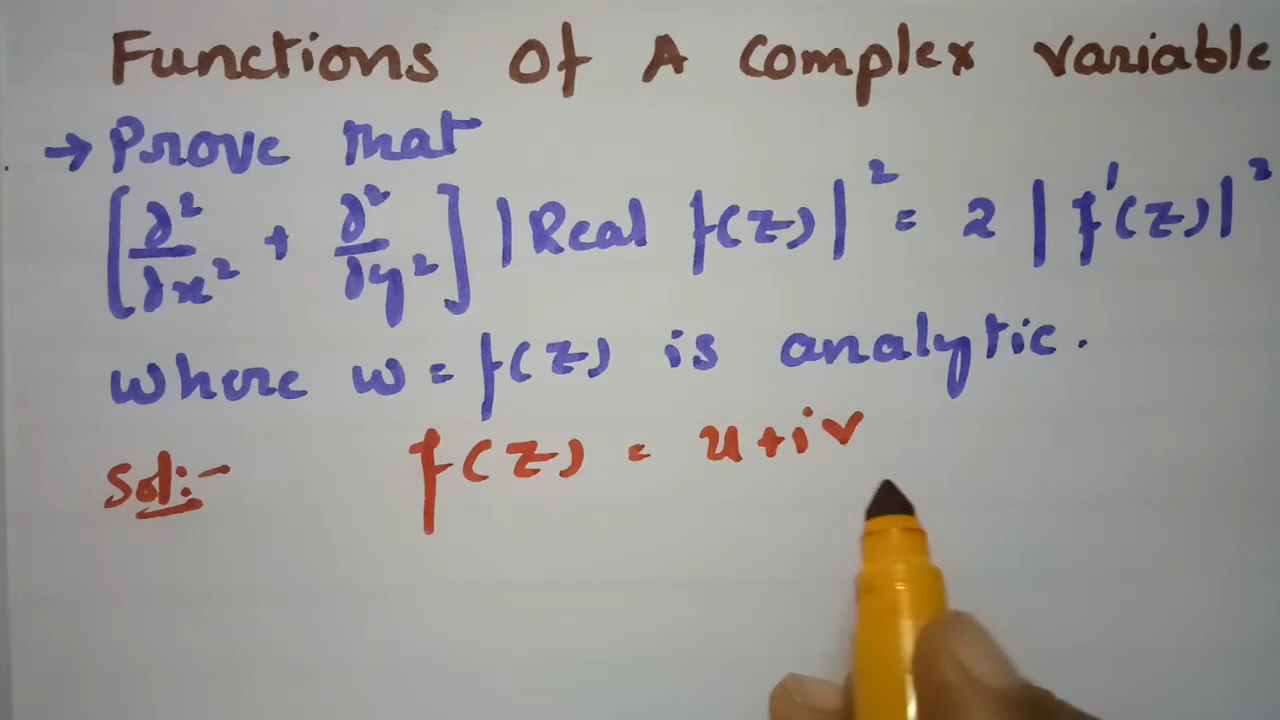 Functions Of A Complex variable
→ Prove that
[∂²/∂x² + ∂²/∂y²] |Real f(z)|² = 2 |f'(z)|²
where w = f(z) is analytic.
Sol:- f(z) = u+iv